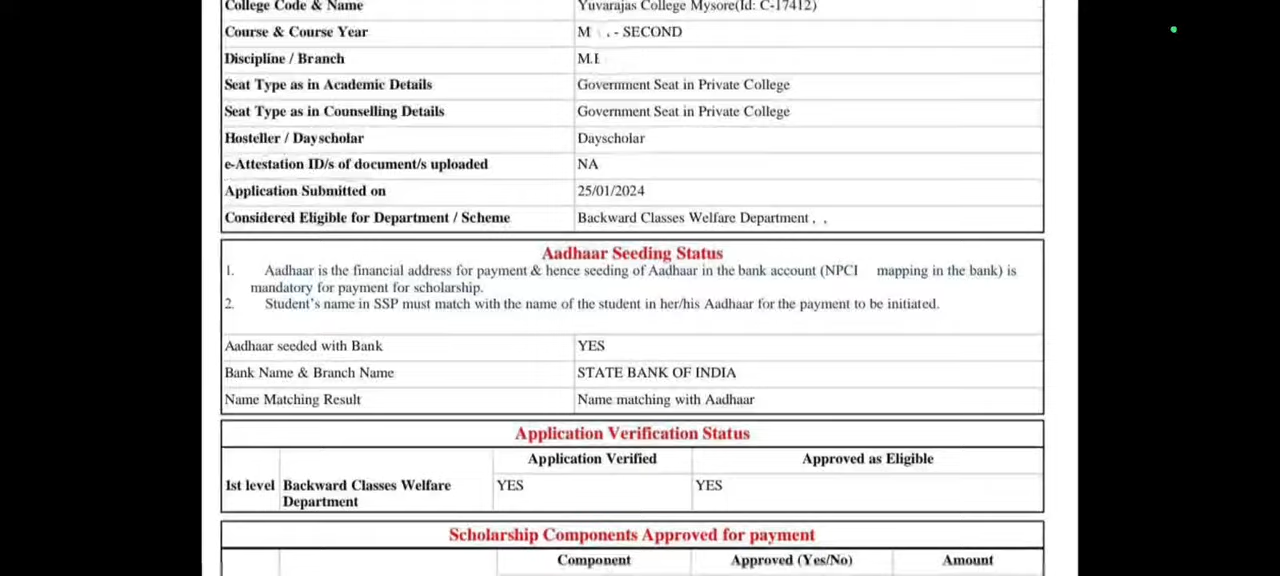 College Code & Name Yuvarajas College Mysore(Id: C-17412)
Course & Course Year M . - SECOND
Discipline / Branch
Seat Type as in Academic Details Government Seat in Private College
Seat Type as in Counselling Details Government Seat in Private College
Hosteller / Dayscholar Dayscholar
e-Attestation ID/s of document/s uploaded NA
Application Submitted on 25/01/2024
Considered Eligible for Department / Scheme Backward Classes Welfare Department . .
Aadhaar Seeding Status
1. Aadhaar is the financial address for payment & hence seeding of Aadhaar in the bank account (NPCI mapping in the bank) is
mandatory for payment for scholarship.
2. Student's name in SSP must match with the name of the student in her/his Aadhaar for the payment to be initiated.
Aadhaar seeded with Bank YES
Bank Name & Branch Name STATE BANK OF INDIA
Name Matching Result Name matching with Aadhaar
Application Verification Status
Application Verified Approved as Eligible
1st level Backward Classes Welfare YES YES
Department
Scholarship Components Approved for payment
Component Approved (Yes/No) Amount